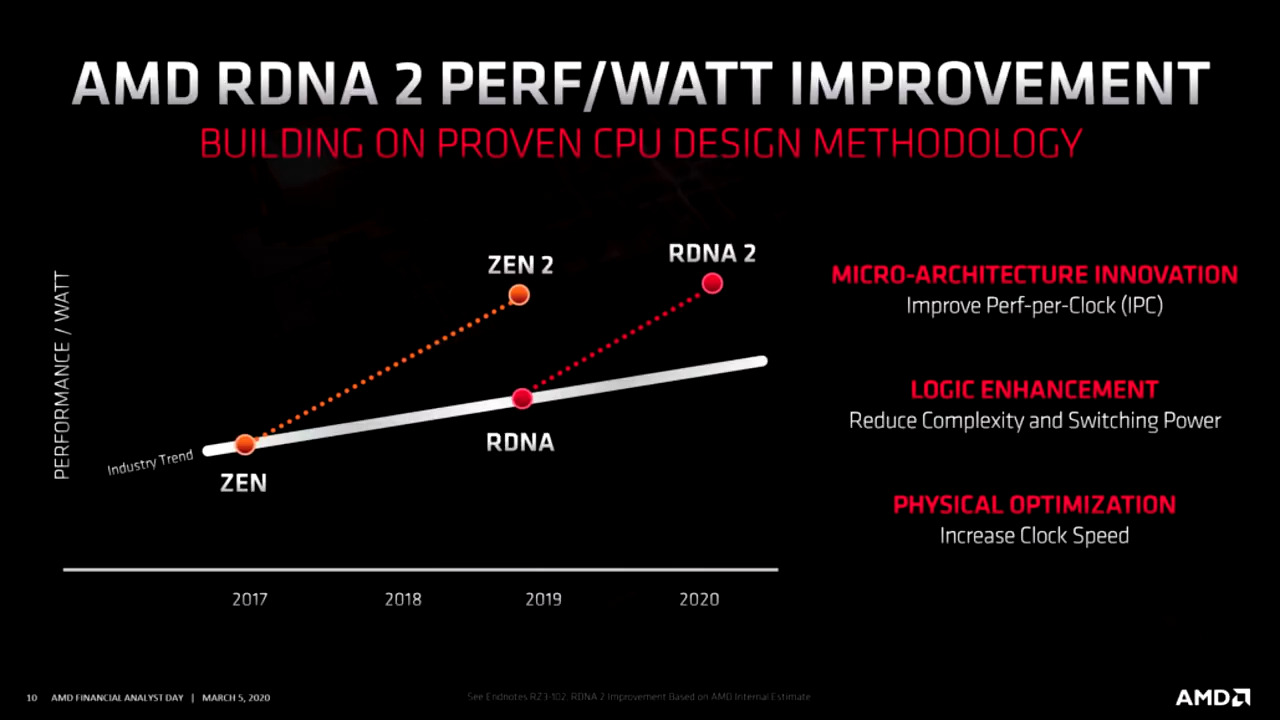 AMD RDNA 2 PERF/WATT IMPROVEMENT
BUILDING ON PROVEN CPU DESIGN METHODOLOGY
PERFORMANCE / WATT
ZEN 2
RDNA 2
Industry Trend
ZEN
RDNA
2017
2018
2019
2020
MICRO-ARCHITECTURE INNOVATION
Improve Perf-per-Clock (IPC)
LOGIC ENHANCEMENT
Reduce Complexity and Switching Power
PHYSICAL OPTIMIZATION
Increase Clock Speed
10 AMD FINANCIAL ANALYST DAY | MARCH 5, 2020
See Endnotes RZ3-102. RDNA 2 Improvement Based on AMD Internal Estimate
AMD